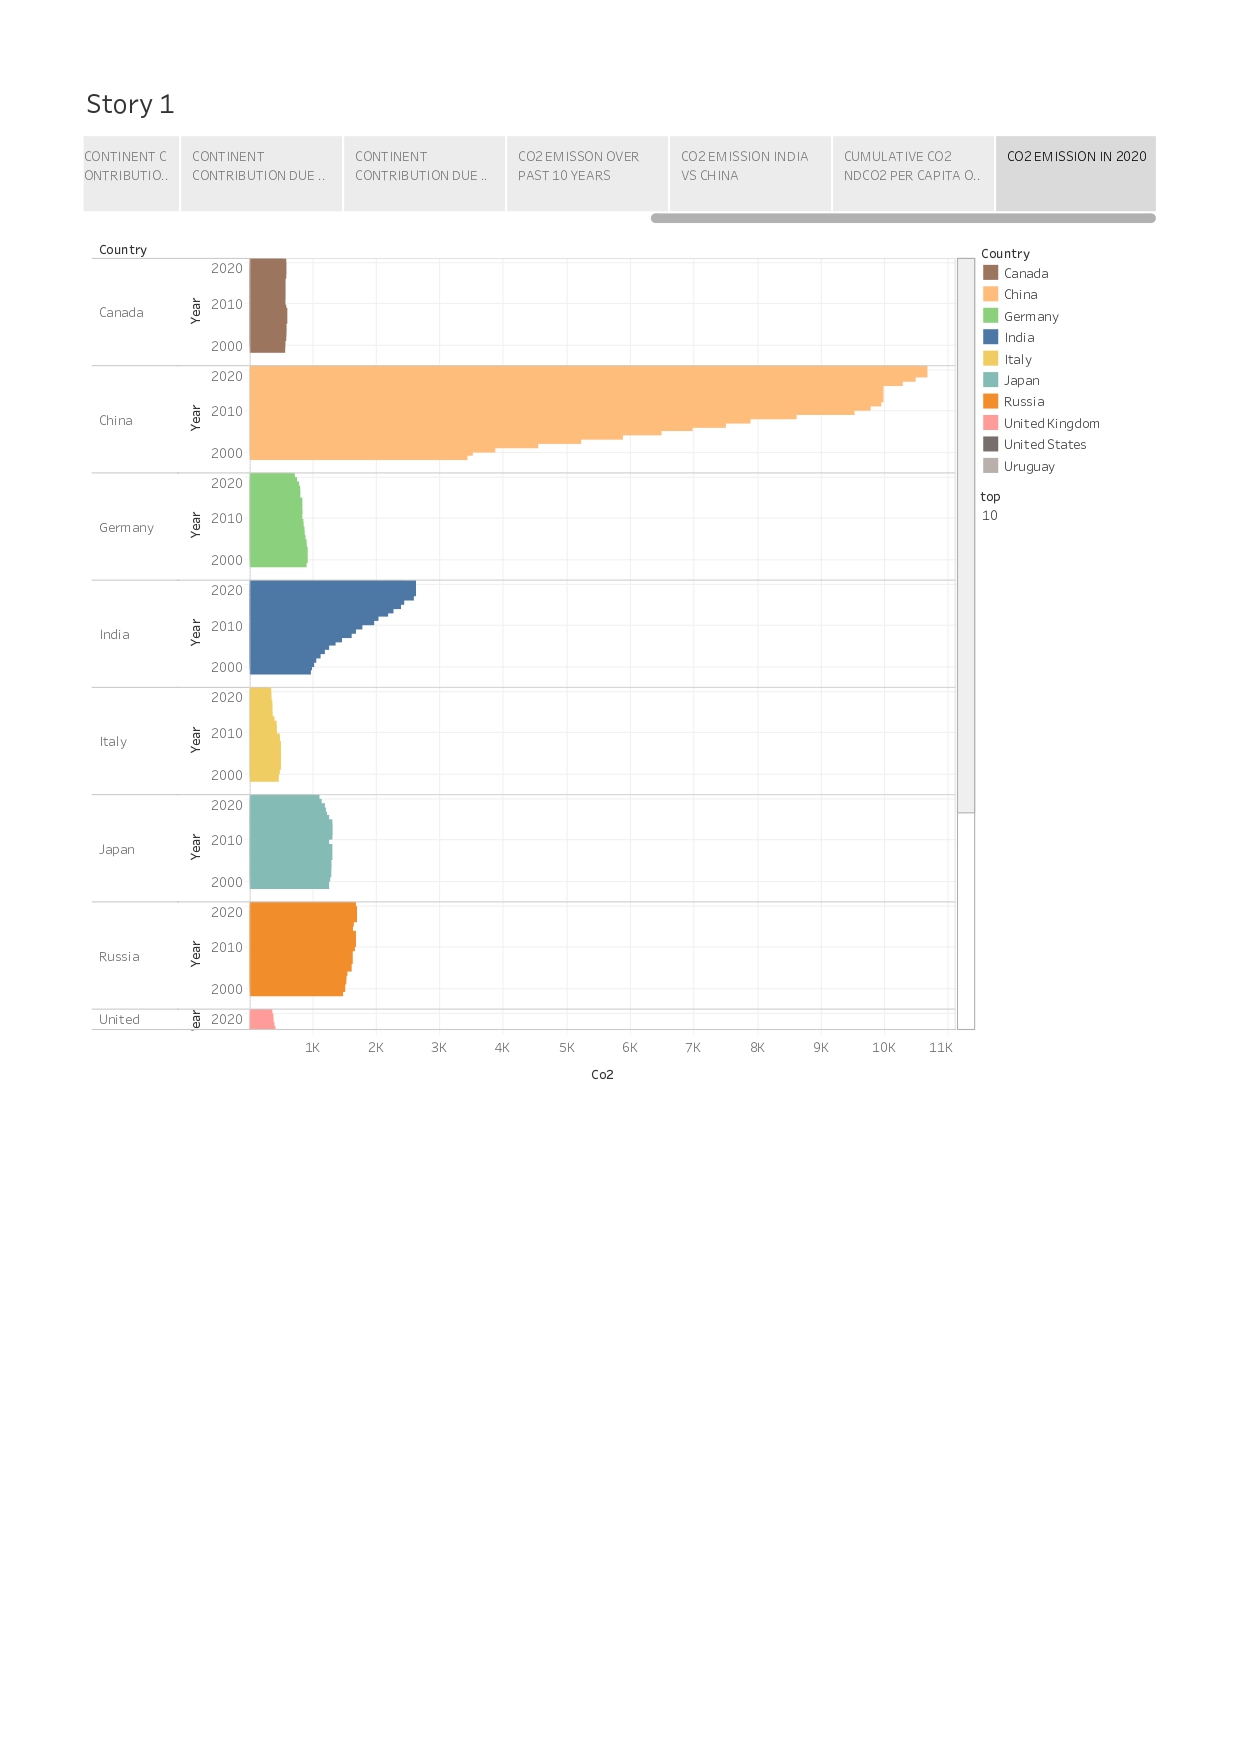 Story 1
CONTINENT C
ONTRIBUTIO..
CONTINENT
CONTRIBUTION DUE ..
CONTINENT
CONTRIBUTION DUE ..
CO2 EMISSON OVER
PAST 10 YEARS
CO2 EMISSION INDIA
VS CHINA
CUMULATIVE CO2
NDCO2 PER CAPITA O..
CO2 EMISSION IN 2020
Country
Canada
Year
2020
2010
2000
China
Year
2020
2010
2000
Germany
Year
2020
2010
2000
India
Year
2020
2010
2000
Italy
Year
2020
2010
2000
Japan
Year
2020
2010
2000
Russia
Year
2020
2010
2000
United
ear
2020
1K 2K 3K 4K 5K 6K 7K 8K 9K 10K 11K
Co2
Country
Canada
China
Germany
India
Italy
Japan
Russia
United Kingdom
United States
Uruguay
top
10